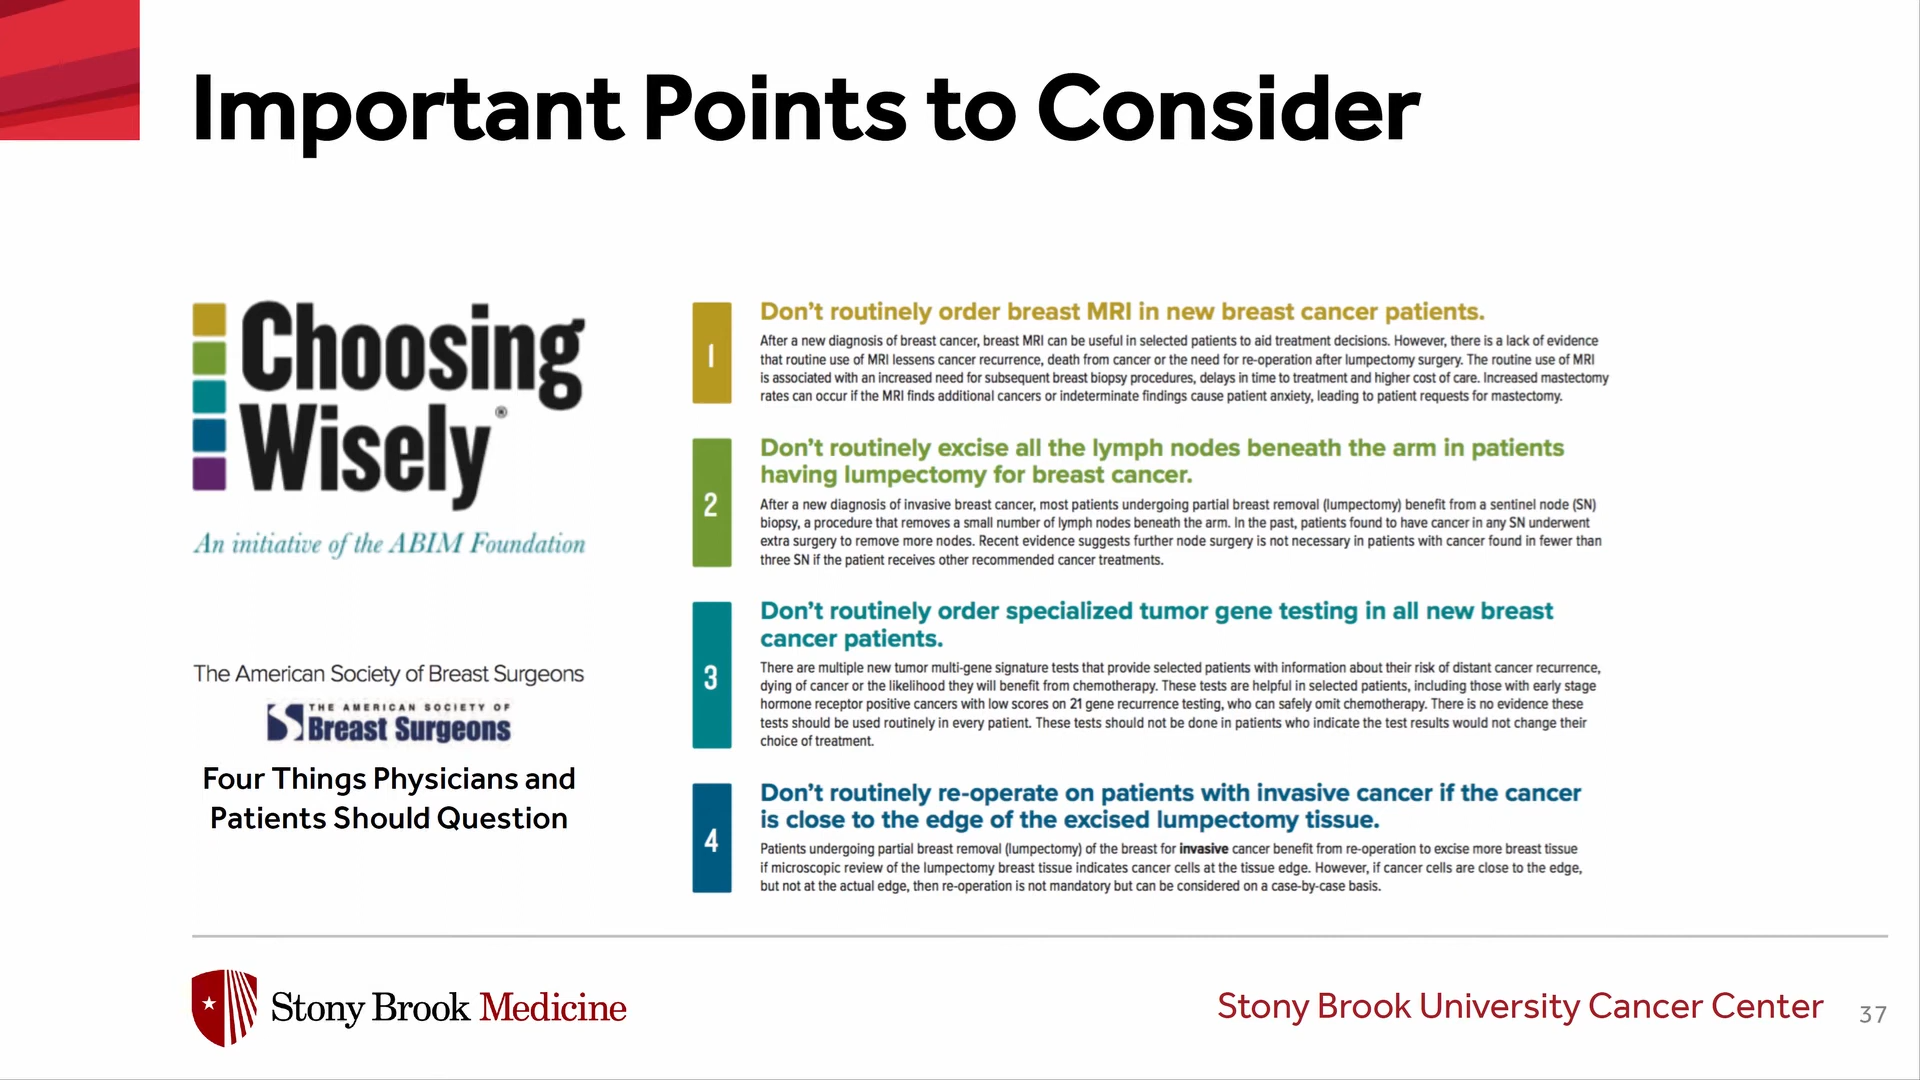 Important Points to Consider
Choosing
Wisely®
An initiative of the ABIM Foundation
The American Society of Breast Surgeons
THE AMERICAN SOCIETY OF
Breast Surgeons
Four Things Physicians and
Patients Should Question
1
Don't routinely order breast MRI in new breast cancer patients.
After a new diagnosis of breast cancer, breast MRI can be useful in selected patients to aid treatment decisions. However, there is a lack of evidence
that routine use of MRI lessens cancer recurrence, death from cancer or the need for re-operation after lumpectomy surgery. The routine use of MRI
is associated with an increased need for subsequent breast biopsy procedures, delays in time to treatment and higher cost of care. Increased mastectomy
rates can occur if the MRI finds additional cancers or indeterminate findings cause patient anxiety, leading to patient requests for mastectomy.
2
Don't routinely excise all the lymph nodes beneath the arm in patients
having lumpectomy for breast cancer.
After a new diagnosis of invasive breast cancer, most patients undergoing partial breast removal (lumpectomy) benefit from a sentinel node (SN)
biopsy, a procedure that removes a small number of lymph nodes beneath the arm. In the past, patients found to have cancer in any SN underwent
extra surgery to remove more nodes. Recent evidence suggests further node surgery is not necessary in patients with cancer found in fewer than
three SN if the patient receives other recommended cancer treatments.
3
Don't routinely order specialized tumor gene testing in all new breast
cancer patients.
There are multiple new tumor multi-gene signature tests that provide selected patients with information about their risk of distant cancer recurrence,
dying of cancer or the likelihood they will benefit from chemotherapy. These tests are helpful in selected patients, including those with early stage
hormone receptor positive cancers with low scores on 21 gene recurrence testing, who can safely omit chemotherapy. There is no evidence these
tests should be used routinely in every patient. These tests should not be done in patients who indicate the test results would not change their
choice of treatment.
4
Don't routinely re-operate on patients with invasive cancer if the cancer
is close to the edge of the excised lumpectomy tissue.
Patients undergoing partial breast removal (lumpectomy) of the breast for invasive cancer benefit from re-operation to excise more breast tissue
if microscopic review of the lumpectomy breast tissue indicates cancer cells at the tissue edge. However, if cancer cells are close to the edge,
but not at the actual edge, then re-operation is not mandatory but can be considered on a case-by-case basis.
Stony Brook Medicine
Stony Brook University Cancer Center
37